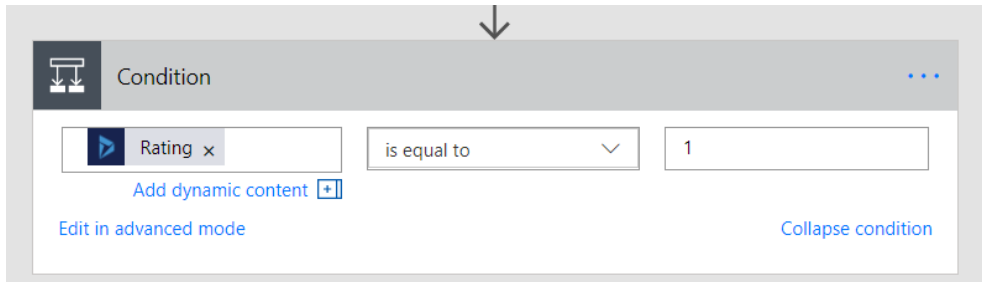 Condition
...
Rating × is equal to 1
Add dynamic content
Edit in advanced mode Collapse condition